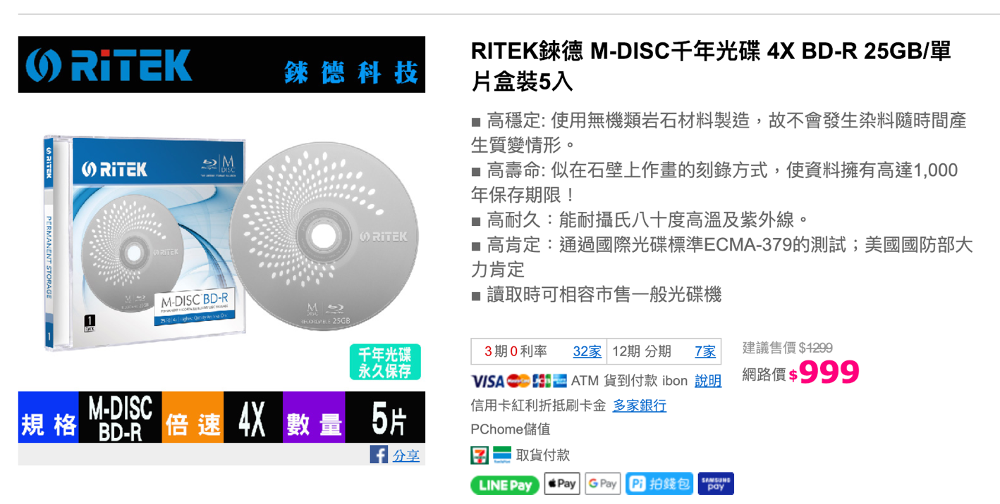 RiTEK 錸德科技
RiTEK
PERMANENT STORAGE
1
RiTEK
M
DISC
RiTEK
M-DISC BD-R
1
RiTEK
M
DISC
RECORDABLE 25GB
千年光碟
永久保存
規格 M-DISC BD-R 倍速 4X 數量 5片
分享
RITEK錸德 M-DISC千年光碟 4X BD-R 25GB/單
片盒裝5入
■ 高穩定: 使用無機類岩石材料製造，故不會發生染料隨時間產
生質變情形。
■ 高壽命: 似在石壁上作畫的刻錄方式，使資料擁有高達1,000
年保存期限！
■ 高耐久：能耐攝氏八十度高溫及紫外線。
■ 高肯定：通過國際光碟標準ECMA-379的測試；美國國防部大
力肯定
■ 讀取時可相容市售一般光碟機
3期0利率 32家 12期 分期 7家
建議售價 $1299
VISA MasterCard JCB ATM 貨到付款 ibon 說明
網路價 $999
信用卡紅利折抵刷卡金 多家銀行
PChome儲值
7 取貨付款
LINE Pay Pay G Pay Pi 拍錢包 SAMSUNG pay